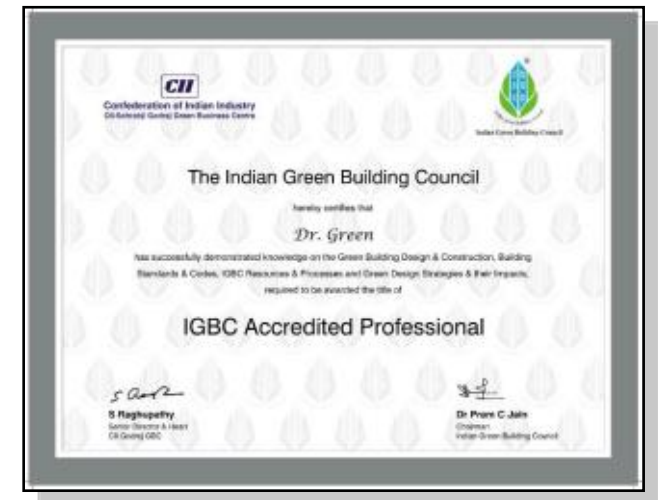 CII
Confederation of Indian Industry
CII-Sohrabji Godrej Green Business Centre
Indian Green Building Council
The Indian Green Building Council
hereby certifies that
Dr. Green
has successfully demonstrated knowledge on the Green Building Design & Construction, Building
Standards & Codes, IGBC Resources & Processes and Green Design Strategies & their Impacts,
required to be awarded the title of
IGBC Accredited Professional
S Raghupathy
Senior Director & Head
CII Godrej GBC
Dr Prem C Jain
Chairman
Indian Green Building Council